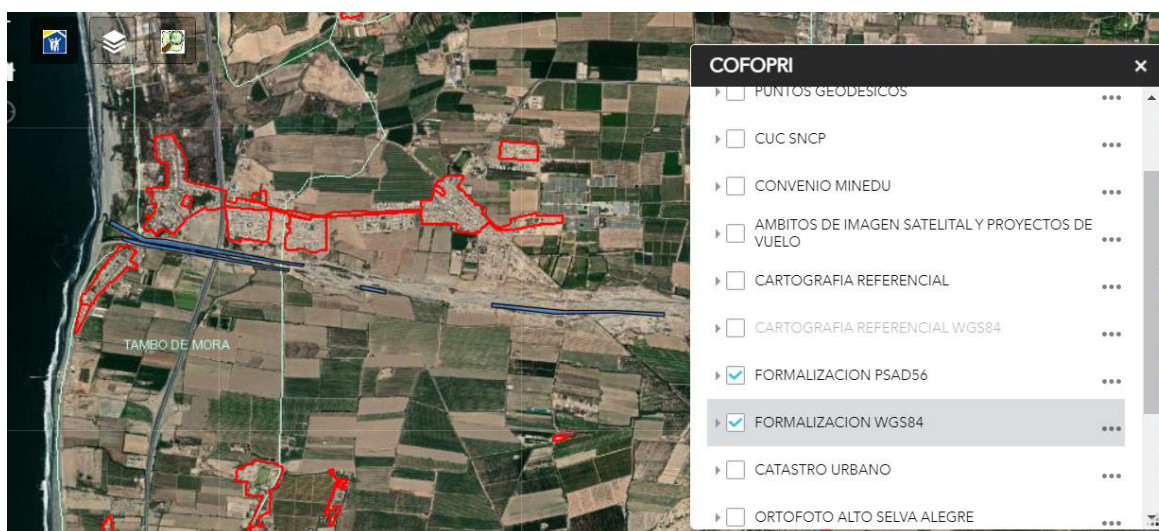 COFOPRI
PUNTOS GEODESICOS
CUC SNCP
CONVENIO MINEDU
AMBITOS DE IMAGEN SATELITAL Y PROYECTOS DE
VUELO
CARTOGRAFIA REFERENCIAL
CARTOGRAFIA REFERENCIAL WGS84
FORMALIZACION PSAD56
FORMALIZACION WGS84
CATASTRO URBANO
ORTOFOTO ALTO SELVA ALEGRE
TAMBO DE MORA